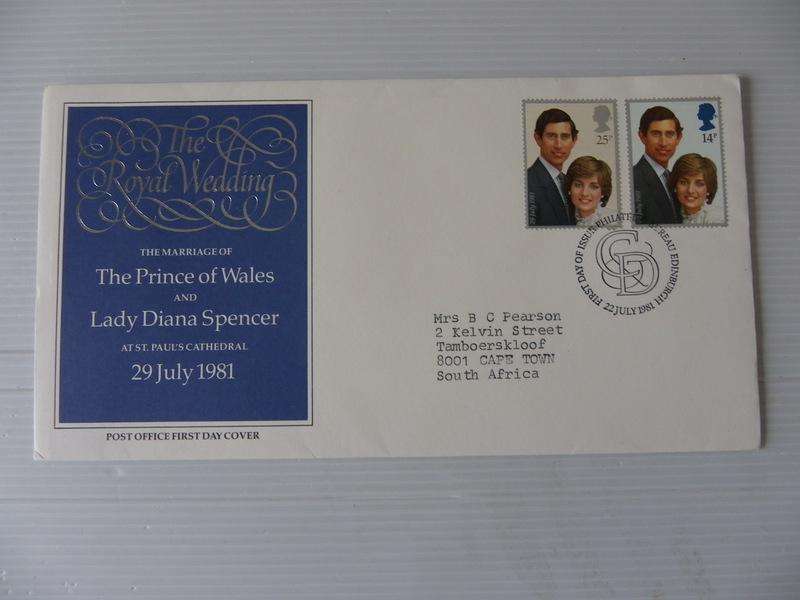 The
Royal Wedding
THE MARRIAGE OF
The Prince of Wales
AND
Lady Diana Spencer
AT ST. PAUL'S CATHEDRAL
29 July 1981
POST OFFICE FIRST DAY COVER
25P
14P
FIRST DAY OF ISSUE PHILATELIC BUREAU EDINBURGH
22 JULY 1981
Mrs B C Pearson
2 Kelvin Street
Tamboerskloof
8001 CAPE TOWN
South Africa